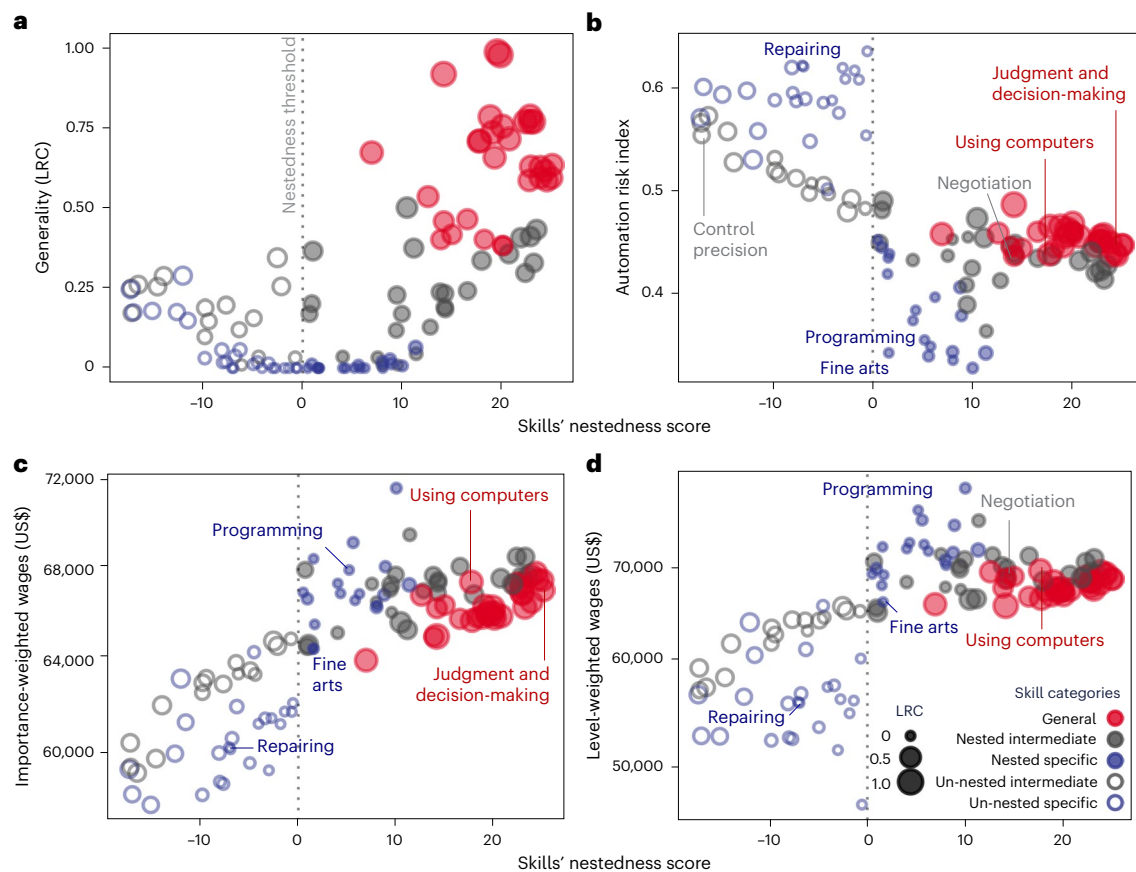 a
1.00
0.75
0.50
0.25
0
Generality (LRC)
Nestedness threshold
−10
0
10
20
b
0.6
0.5
0.4
Automation risk index
Repairing
Judgment and
decision-making
Using computers
Negotiation
Control
precision
Programming
Fine arts
−10
0
10
20
Skills’ nestedness score
c
72,000
68,000
64,000
60,000
Importance-weighted wages (US$)
Using computers
Programming
Fine
arts
Judgment and
decision-making
Repairing
−10
0
10
20
d
70,000
60,000
50,000
Level-weighted wages (US$)
Programming
Negotiation
Fine arts
Using computers
Repairing
LRC
0
0.5
1.0
Skill categories
General
Nested intermediate
Nested specific
Un-nested intermediate
Un-nested specific
−10
0
10
20
Skills’ nestedness score